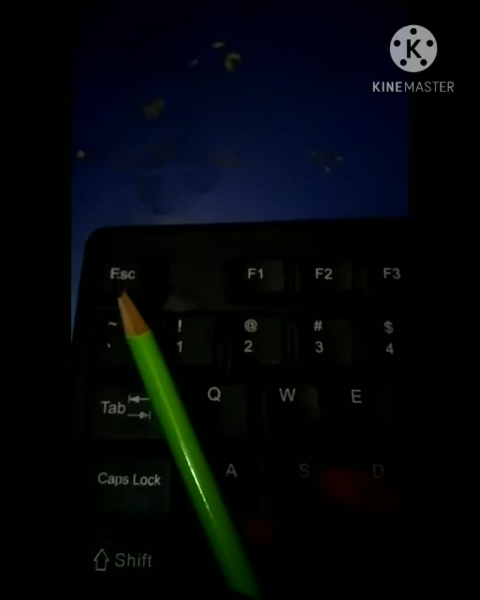 K
KINEMASTER
Esc F1 F2 F3
~ ! @ # $
` 1 2 3 4
Tab Q W E
Caps Lock A S D
Shift